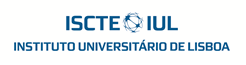 ISCTE IUL
INSTITUTO UNIVERSITÁRIO DE LISBOA